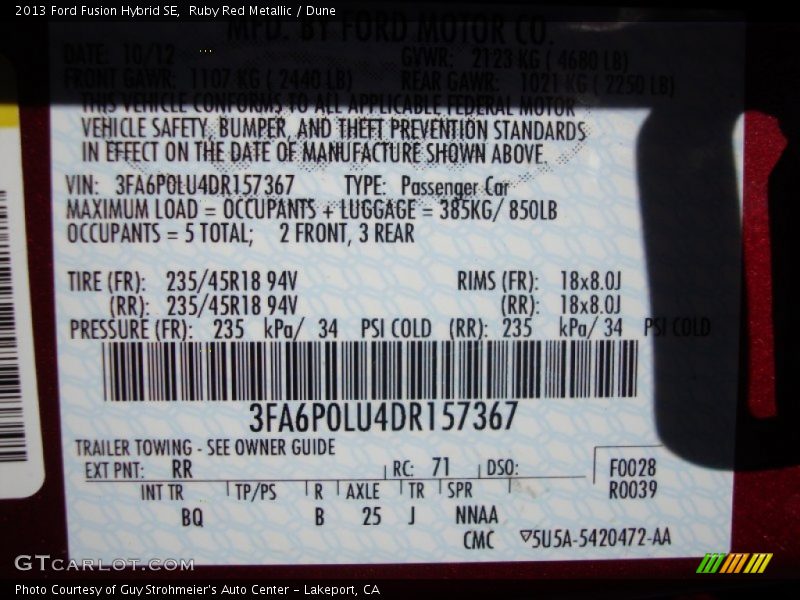 2013 Ford Fusion Hybrid SE, Ruby Red Metallic / Dune
MFD. BY FORD MOTOR CO.
DATE: 10/12 GVWR: 2123 KG ( 4680 LB)
FRONT GAWR: 1107 KG ( 2440 LB) REAR GAWR: 1021 KG ( 2250 LB)
THIS VEHICLE CONFORMS TO ALL APPLICABLE FEDERAL MOTOR
VEHICLE SAFETY, BUMPER, AND THEFT PREVENTION STANDARDS
IN EFFECT ON THE DATE OF MANUFACTURE SHOWN ABOVE.
VIN: 3FA6P0LU4DR157367 TYPE: Passenger Car
MAXIMUM LOAD = OCCUPANTS + LUGGAGE = 385KG/ 850LB
OCCUPANTS = 5 TOTAL; 2 FRONT, 3 REAR
TIRE (FR): 235/45R18 94V RIMS (FR): 18x8.0J
(RR): 235/45R18 94V (RR): 18x8.0J
PRESSURE (FR): 235 kPa/ 34 PSI COLD (RR): 235 kPa/ 34 PSI COLD
3FA6P0LU4DR157367
TRAILER TOWING - SEE OWNER GUIDE
EXT PNT: RR RC: 71 DSO: F0028
R0039
INT TR TP/PS R AXLE TR SPR
BQ B 25 J NNAA
CMC ▽5U5A-5420472-AA
GTCARLOT.COM
Photo Courtesy of Guy Strohmeier's Auto Center - Lakeport, CA